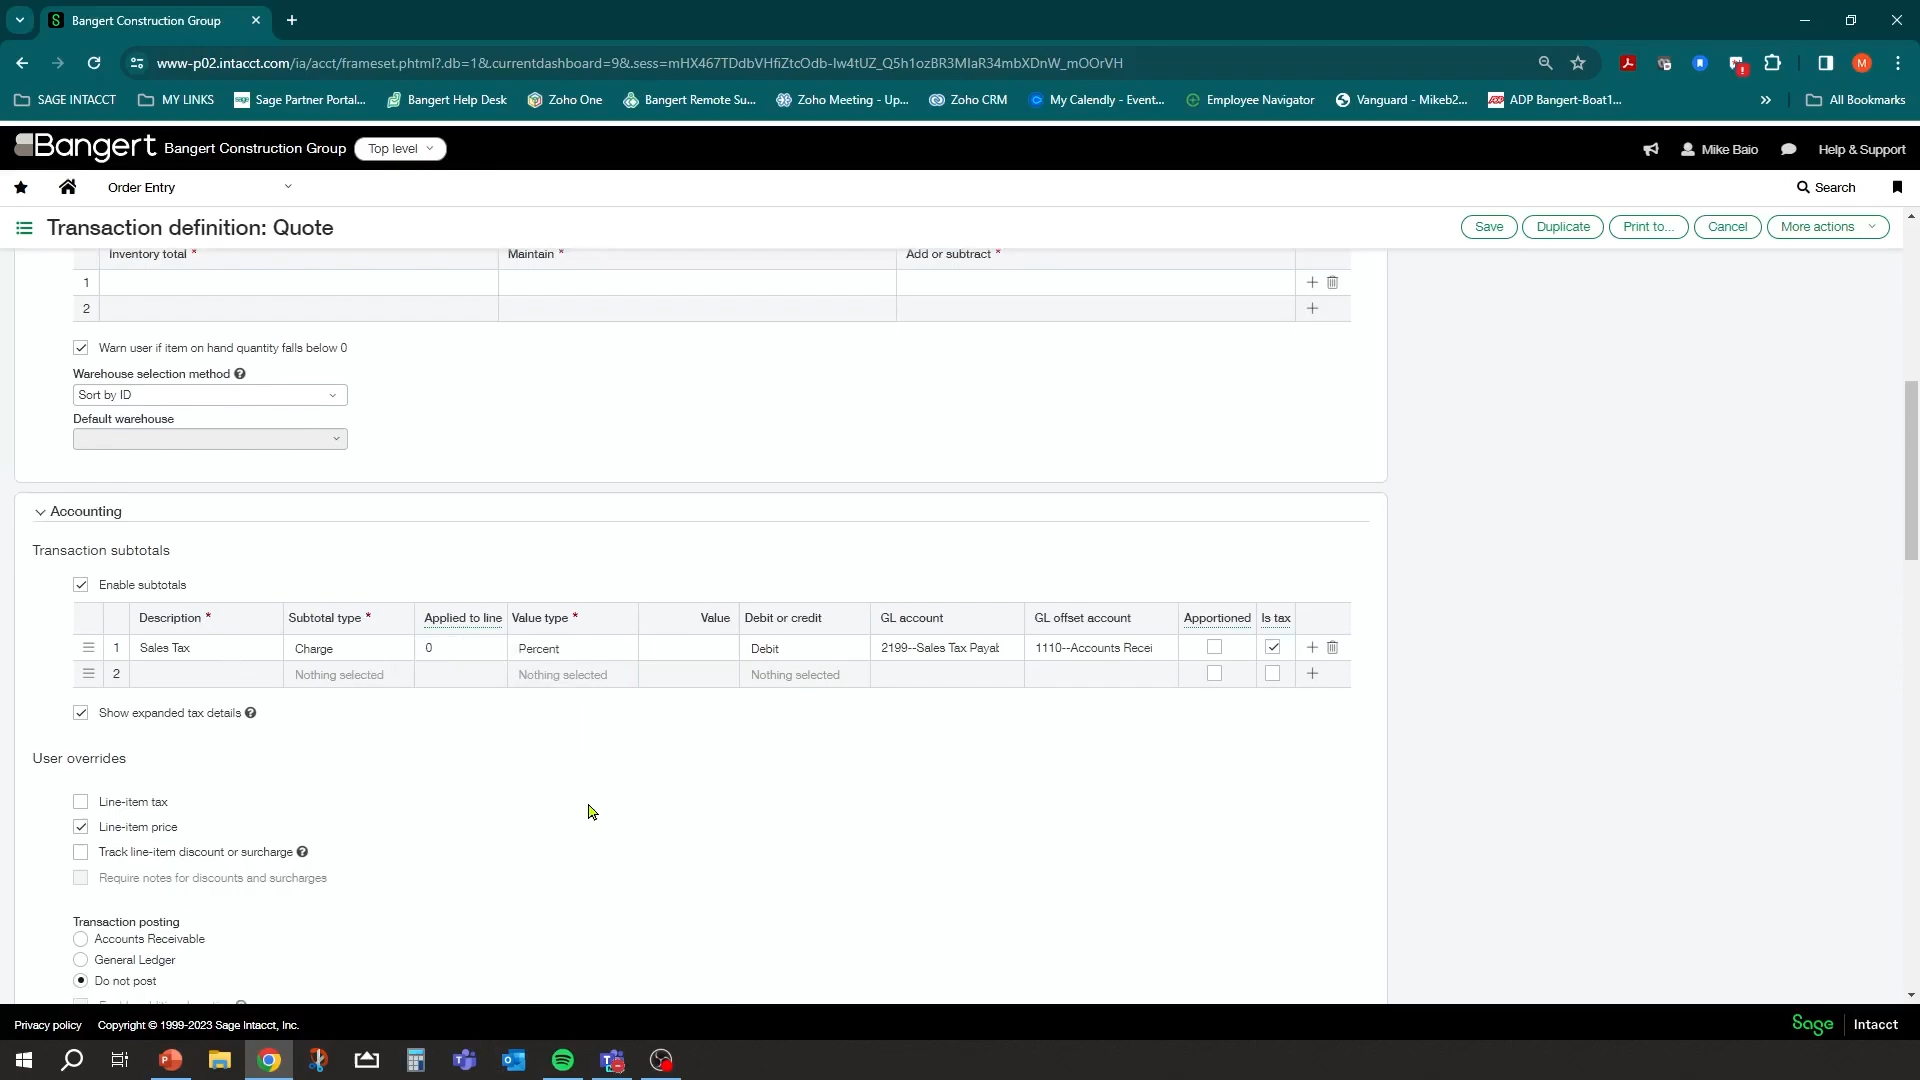 Bangert Construction Group
www-p02.intacct.com/ia/acct/frameset.phtml?.db=1&.currentdashboard=9&.sess=mHX467TDdbVHfiZtcOdb-Iw4tUZ_Q5h1ozBR3MIaR34mbXDnW_mOOrVH
SAGE INTACCT MY LINKS Sage Partner Portal... Bangert Help Desk Zoho One Bangert Remote Su... Zoho Meeting - Up... Zoho CRM My Calendly - Event... Employee Navigator Vanguard - Mikeb2... ADP Bangert-Boat1... » All Bookmarks
Bangert Bangert Construction Group Top level Mike Baio Help & Support
Order Entry Search
Transaction definition: Quote Save Duplicate Print to... Cancel More actions
Inventory total * Maintain * Add or subtract *
1
2
Warn user if item on hand quantity falls below 0
Warehouse selection method
Sort by ID
Default warehouse
Accounting
Transaction subtotals
Enable subtotals
Description * Subtotal type * Applied to line Value type * Value Debit or credit GL account GL offset account Apportioned Is tax
1 Sales Tax Charge 0 Percent Debit 2199--Sales Tax Payab 1110--Accounts Recei
2 Nothing selected Nothing selected Nothing selected
Show expanded tax details
User overrides
Line-item tax
Line-item price
Track line-item discount or surcharge
Require notes for discounts and surcharges
Transaction posting
Accounts Receivable
General Ledger
Do not post
Privacy policy Copyright © 1999-2023 Sage Intacct, Inc. Sage Intacct